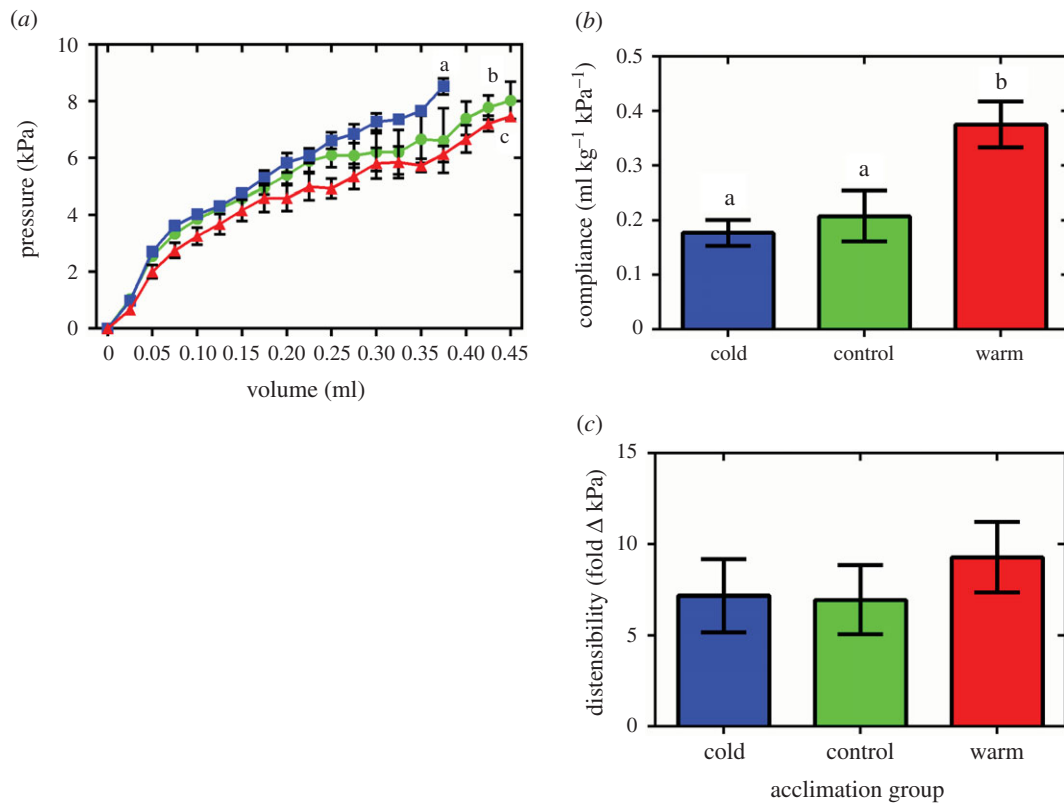 (a)
10
8
6
4
2
0
pressure (kPa)
a
b
c
0 0.05 0.10 0.15 0.20 0.25 0.30 0.35 0.40 0.45
volume (ml)
(b)
0.5
0.4
0.3
0.2
0.1
0
compliance (ml kg⁻¹ kPa⁻¹)
a
a
b
cold control warm
(c)
15
10
5
0
distensibility (fold Δ kPa)
cold control warm
acclimation group